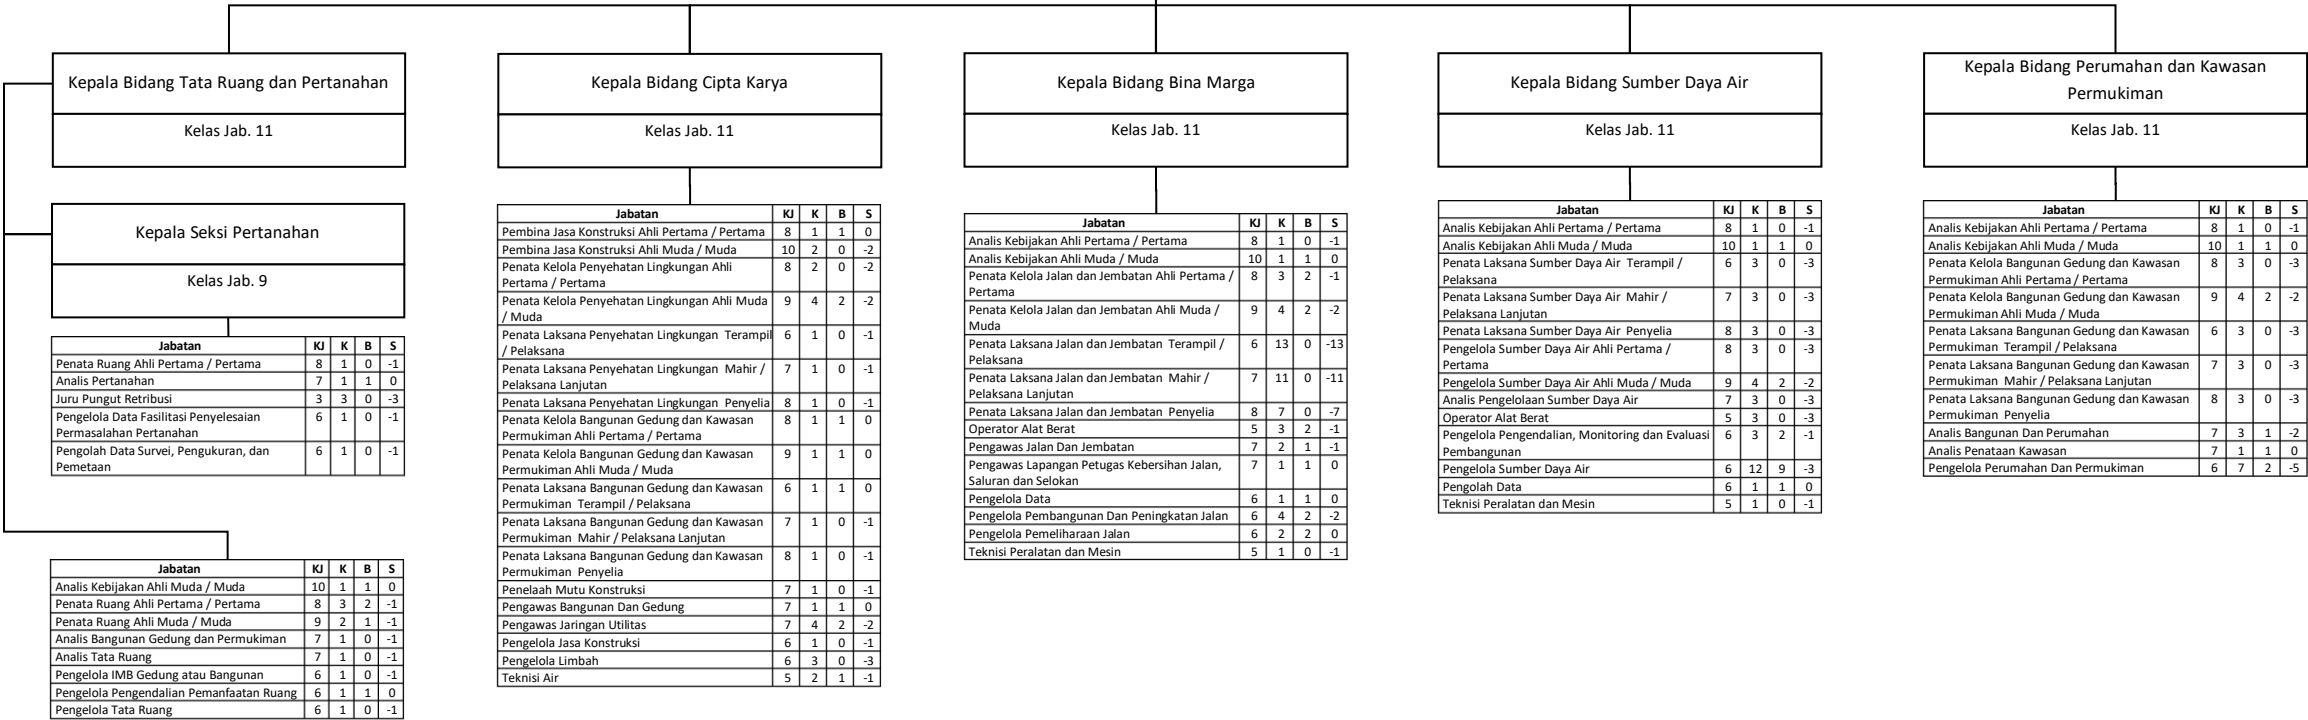 Kepala Bidang Tata Ruang dan Pertanahan
Kelas Jab. 11
Kepala Seksi Pertanahan
Kelas Jab. 9
Jabatan KJ K B S
Penata Ruang Ahli Pertama / Pertama 8 1 0 -1
Analis Pertanahan 7 1 1 0
Juru Pungut Retribusi 3 3 0 -3
Pengelola Data Fasilitasi Penyelesaian 6 1 0 -1
Permasalahan Pertanahan
Pengolah Data Survei, Pengukuran, dan 6 1 0 -1
Pemetaan
Jabatan KJ K B S
Analis Kebijakan Ahli Muda / Muda 10 1 1 0
Penata Ruang Ahli Pertama / Pertama 8 3 2 -1
Penata Ruang Ahli Muda / Muda 9 2 1 -1
Analis Bangunan Gedung dan Permukiman 7 1 0 -1
Analis Tata Ruang 7 1 0 -1
Pengelola IMB Gedung atau Bangunan 6 1 0 -1
Pengelola Pengendalian Pemanfaatan Ruang 6 1 1 0
Pengelola Tata Ruang 6 1 0 -1
Kepala Bidang Cipta Karya
Kelas Jab. 11
Jabatan KJ K B S
Pembina Jasa Konstruksi Ahli Pertama / Pertama 8 1 1 0
Pembina Jasa Konstruksi Ahli Muda / Muda 10 2 0 -2
Penata Kelola Penyehatan Lingkungan Ahli 8 2 0 -2
Pertama / Pertama
Penata Kelola Penyehatan Lingkungan Ahli Muda 9 4 2 -2
/ Muda
Penata Laksana Penyehatan Lingkungan Terampil 6 1 0 -1
/ Pelaksana
Penata Laksana Penyehatan Lingkungan Mahir / 7 1 0 -1
Pelaksana Lanjutan
Penata Laksana Penyehatan Lingkungan Penyelia 8 1 0 -1
Penata Kelola Bangunan Gedung dan Kawasan 8 1 1 0
Permukiman Ahli Pertama / Pertama
Penata Kelola Bangunan Gedung dan Kawasan 9 1 1 0
Permukiman Ahli Muda / Muda
Penata Laksana Bangunan Gedung dan Kawasan 6 1 1 0
Permukiman Terampil / Pelaksana
Penata Laksana Bangunan Gedung dan Kawasan 7 1 0 -1
Permukiman Mahir / Pelaksana Lanjutan
Penata Laksana Bangunan Gedung dan Kawasan 8 1 0 -1
Permukiman Penyelia
Penelaah Mutu Konstruksi 7 1 0 -1
Pengawas Bangunan Dan Gedung 7 1 1 0
Pengawas Jaringan Utilitas 7 4 2 -2
Pengelola Jasa Konstruksi 6 1 0 -1
Pengelola Limbah 6 3 0 -3
Teknisi Air 5 2 1 -1
Kepala Bidang Bina Marga
Kelas Jab. 11
Jabatan KJ K B S
Analis Kebijakan Ahli Pertama / Pertama 8 1 0 -1
Analis Kebijakan Ahli Muda / Muda 10 1 1 0
Penata Kelola Jalan dan Jembatan Ahli Pertama / 8 3 2 -1
Pertama
Penata Kelola Jalan dan Jembatan Ahli Muda / 9 4 2 -2
Muda
Penata Laksana Jalan dan Jembatan Terampil / 6 13 0 -13
Pelaksana
Penata Laksana Jalan dan Jembatan Mahir / 7 11 0 -11
Pelaksana Lanjutan
Penata Laksana Jalan dan Jembatan Penyelia 8 7 0 -7
Operator Alat Berat 5 3 2 -1
Pengawas Jalan Dan Jembatan 7 2 1 -1
Pengawas Lapangan Petugas Kebersihan Jalan, 7 1 1 0
Saluran dan Selokan
Pengelola Data 6 1 1 0
Pengelola Pembangunan Dan Peningkatan Jalan 6 4 2 -2
Pengelola Pemeliharaan Jalan 6 2 2 0
Teknisi Peralatan dan Mesin 5 1 0 -1
Kepala Bidang Sumber Daya Air
Kelas Jab. 11
Jabatan KJ K B S
Analis Kebijakan Ahli Pertama / Pertama 8 1 0 -1
Analis Kebijakan Ahli Muda / Muda 10 1 1 0
Penata Laksana Sumber Daya Air Terampil / 6 3 0 -3
Pelaksana
Penata Laksana Sumber Daya Air Mahir / 7 3 0 -3
Pelaksana Lanjutan
Penata Laksana Sumber Daya Air Penyelia 8 3 0 -3
Pengelola Sumber Daya Air Ahli Pertama / 8 3 0 -3
Pertama
Pengelola Sumber Daya Air Ahli Muda / Muda 9 4 2 -2
Analis Pengelolaan Sumber Daya Air 7 3 0 -3
Operator Alat Berat 5 3 0 -3
Pengelola Pengendalian, Monitoring dan Evaluasi 6 3 2 -1
Pembangunan
Pengelola Sumber Daya Air 6 12 9 -3
Pengolah Data 6 1 1 0
Teknisi Peralatan dan Mesin 5 1 0 -1
Kepala Bidang Perumahan dan Kawasan
Permukiman
Kelas Jab. 11
Jabatan KJ K B S
Analis Kebijakan Ahli Pertama / Pertama 8 1 0 -1
Analis Kebijakan Ahli Muda / Muda 10 1 1 0
Penata Kelola Bangunan Gedung dan Kawasan 8 3 0 -3
Permukiman Ahli Pertama / Pertama
Penata Kelola Bangunan Gedung dan Kawasan 9 4 2 -2
Permukiman Ahli Muda / Muda
Penata Laksana Bangunan Gedung dan Kawasan 6 3 0 -3
Permukiman Terampil / Pelaksana
Penata Laksana Bangunan Gedung dan Kawasan 7 3 0 -3
Permukiman Mahir / Pelaksana Lanjutan
Penata Laksana Bangunan Gedung dan Kawasan 8 3 0 -3
Permukiman Penyelia
Analis Bangunan Dan Perumahan 7 3 1 -2
Analis Penataan Kawasan 7 1 1 0
Pengelola Perumahan Dan Permukiman 6 7 2 -5